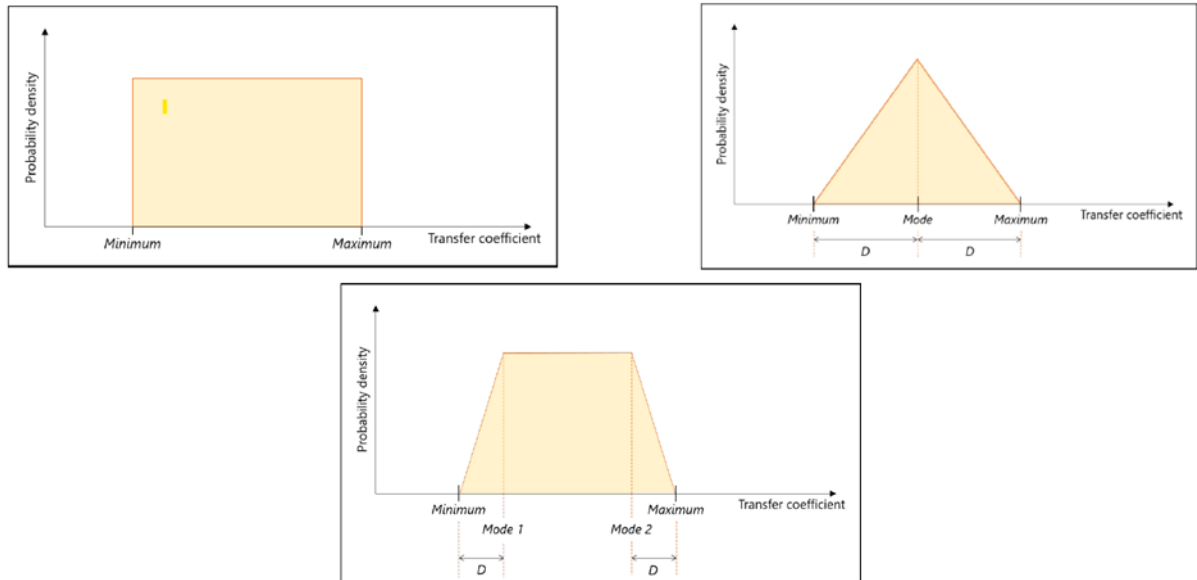 Probability density
Minimum
Maximum
Transfer coefficient
Probability density
Minimum
Mode
Maximum
Transfer coefficient
D
D
Probability density
Minimum
Maximum
Transfer coefficient
Mode 1
Mode 2
D
D